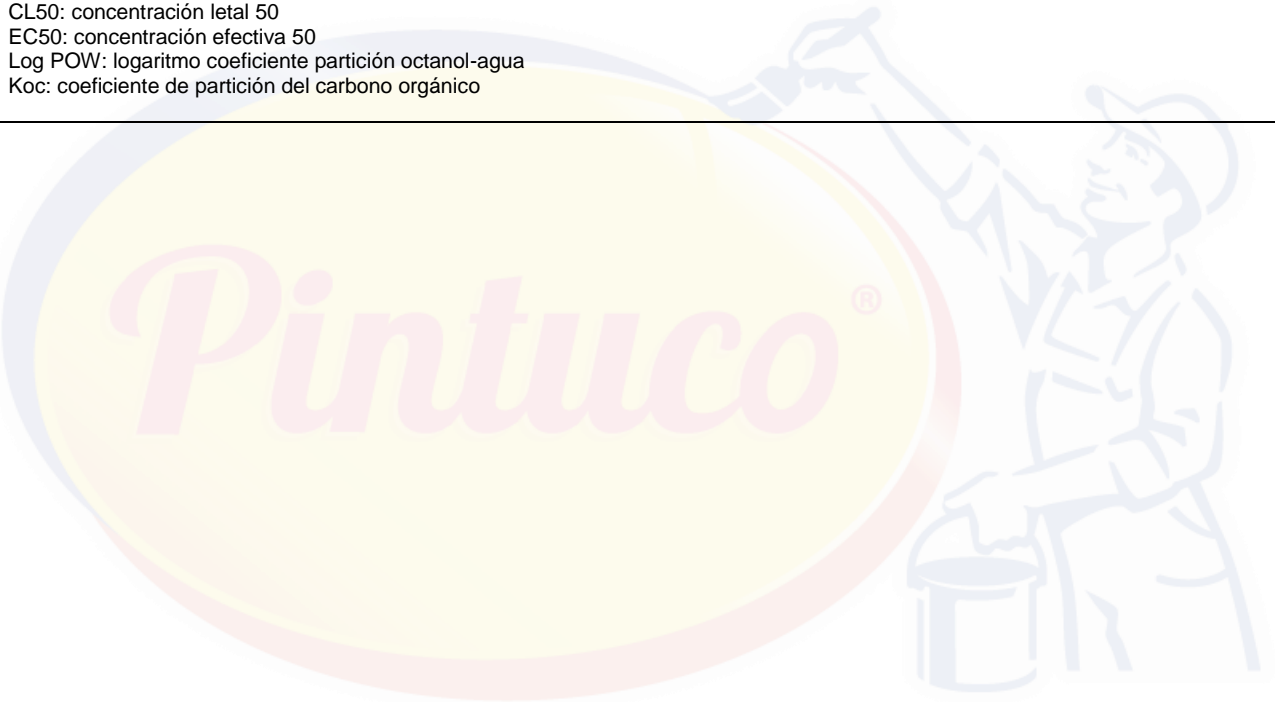 CL50: concentración letal 50
EC50: concentración efectiva 50
Log POW: logaritmo coeficiente partición octanol-agua
Koc: coeficiente de partición del carbono orgánico
Pintuco®